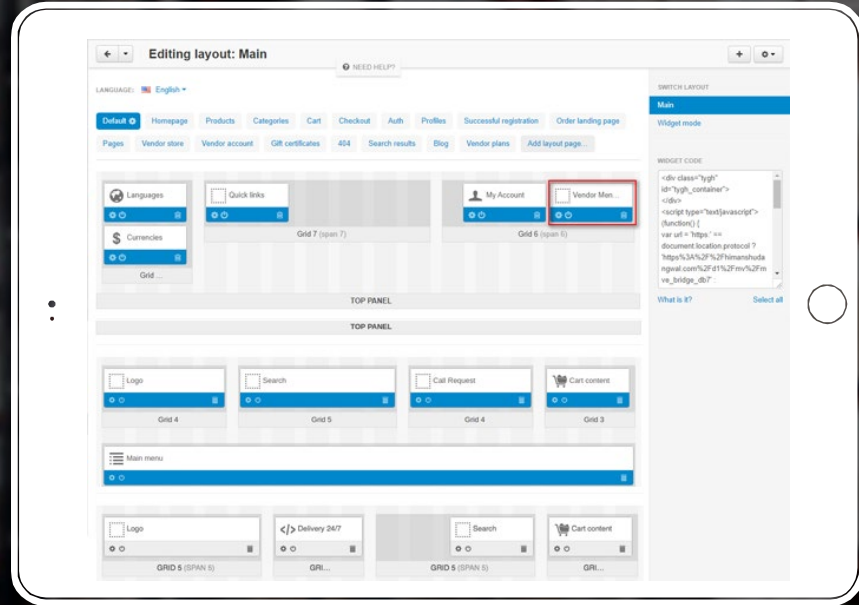 Editing layout: Main
NEED HELP?
LANGUAGE: English
Default Homepage Products Categories Cart Checkout Auth Profiles Successful registration Order landing page
Pages Vendor store Vendor account Gift certificates 404 Search results Blog Vendor plans Add layout page...
SWITCH LAYOUT
Main
Widget mode
WIDGET CODE
<div class="tygh"
id="tygh_container">
</div>
<script type="text/javascript">
(function() {
var url = 'https:' ==
document.location.protocol ?
'https%3A%2F%2Fhimanshuda
ngwal.com%2Fd1%2Fmv%2Fm
ve_bridge_db7' :
What is it? Select all
Languages Quick links My Account Vendor Men...
$ Currencies
Grid 7 (span 7) Grid 6 (span 6)
Grid ...
TOP PANEL
TOP PANEL
Logo Search Call Request Cart content
Grid 4 Grid 5 Grid 4 Grid 3
Main menu
Logo </> Delivery 24/7 Search Cart content
GRID 5 (SPAN 5) GRI... GRID 5 (SPAN 5) GRI...